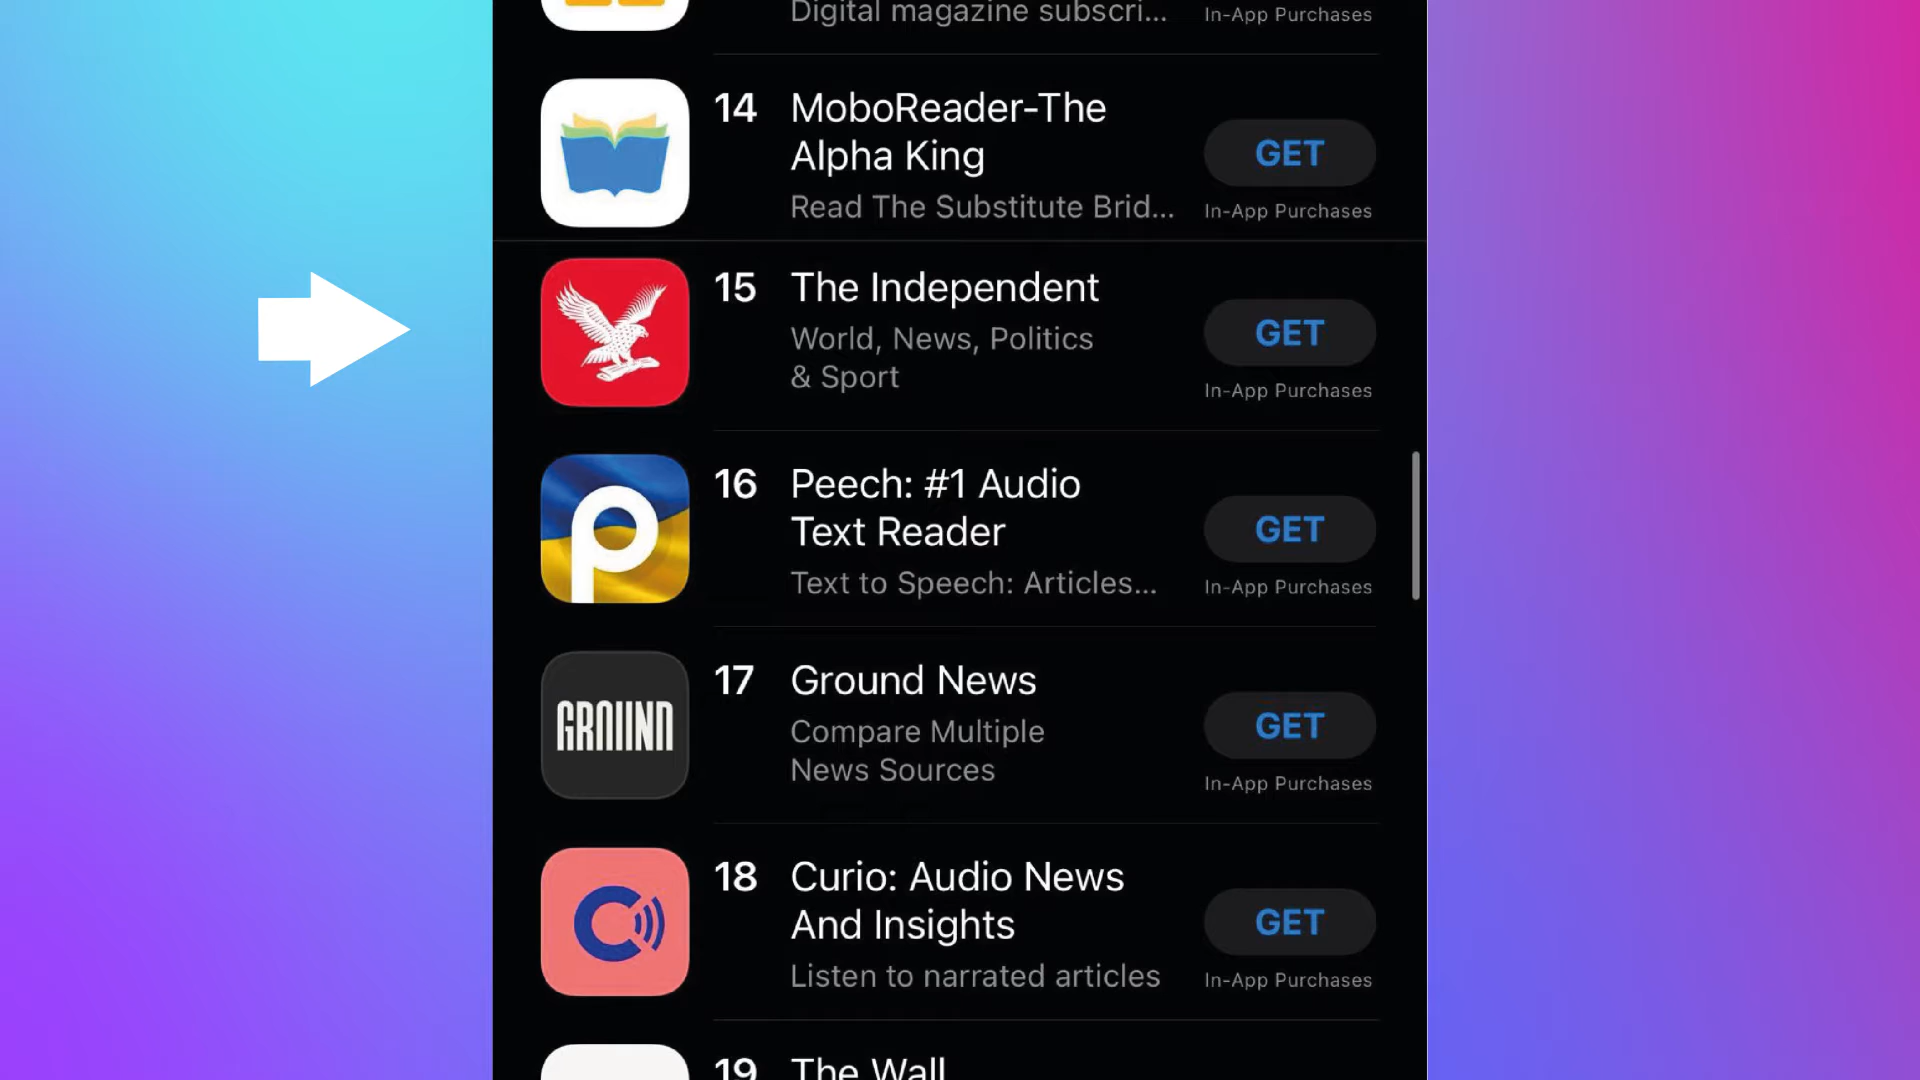 Digital magazine subscri...
In-App Purchases
14 MoboReader-The
Alpha King
Read The Substitute Brid...
GET
In-App Purchases
15 The Independent
World, News, Politics
& Sport
GET
In-App Purchases
16 Peech: #1 Audio
Text Reader
Text to Speech: Articles...
GET
In-App Purchases
GROUND
17 Ground News
Compare Multiple
News Sources
GET
In-App Purchases
18 Curio: Audio News
And Insights
Listen to narrated articles
GET
In-App Purchases
19 The Wall